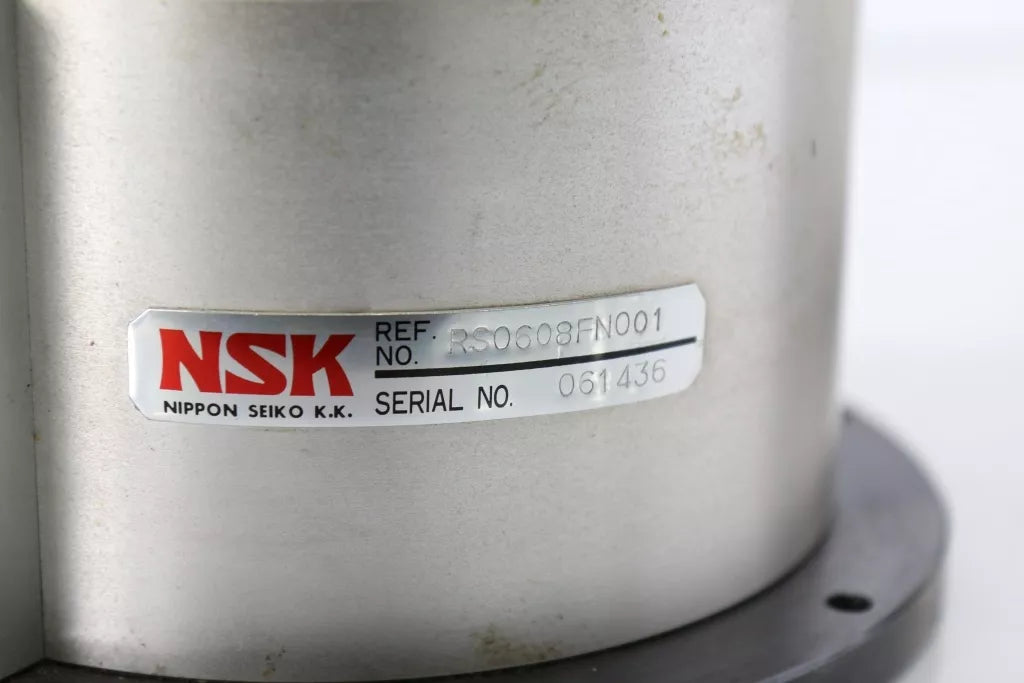 NSK
NIPPON SEIKO K.K.
REF. NO. RS0608FN001
SERIAL NO. 061436